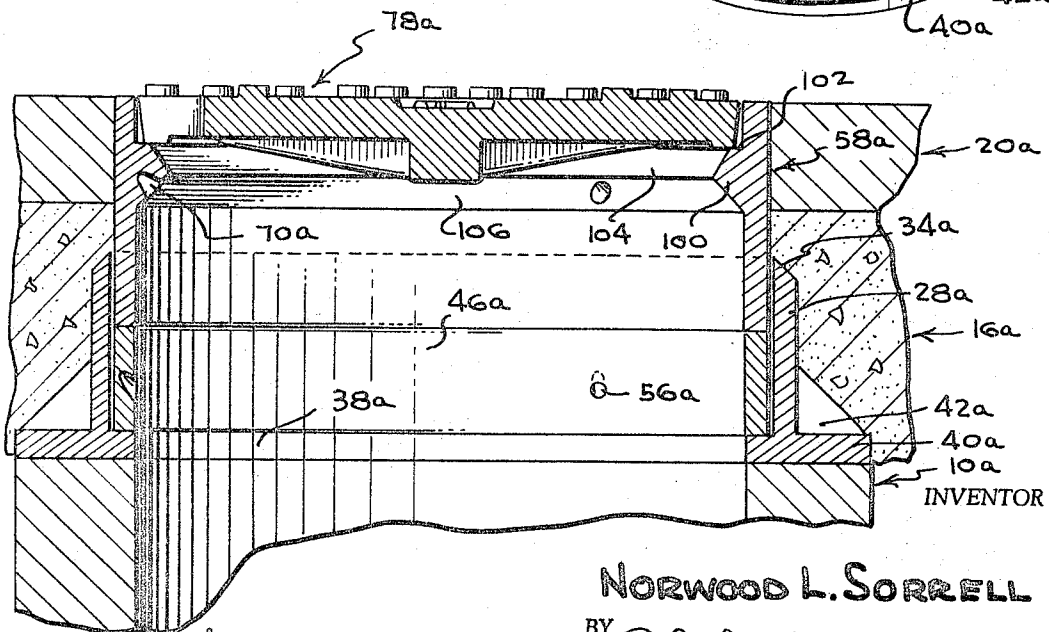 78a
40a
102
58a
20a
70a
106
104
100
34a
46a
28a
16a
38a
56a
42a
40a
10a
INVENTOR
NORWOOD L. SORRELL
BY